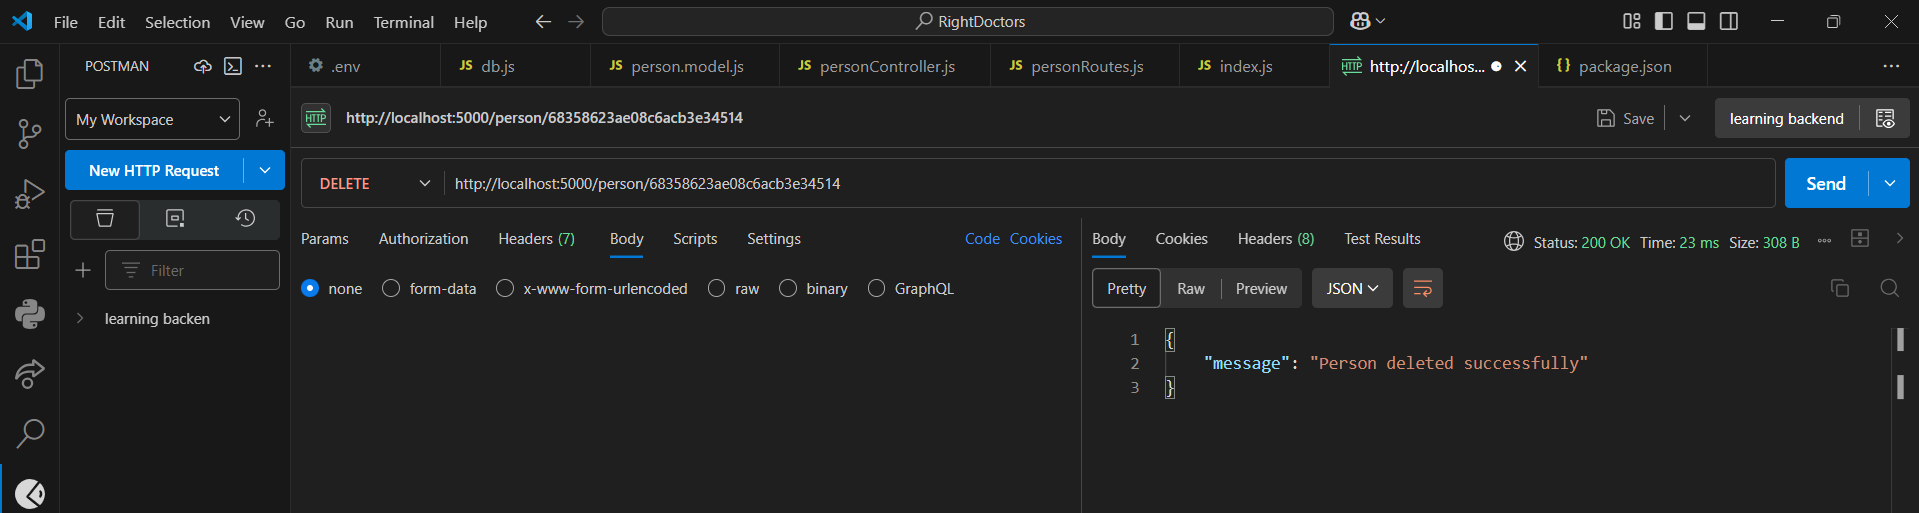 File Edit Selection View Go Run Terminal Help RightDoctors
POSTMAN .env JS db.js JS person.model.js JS personController.js JS personRoutes.js JS index.js HTTP http://localhos... {} package.json
My Workspace HTTP http://localhost:5000/person/68358623ae08c6acb3e34514 Save learning backend
New HTTP Request DELETE http://localhost:5000/person/68358623ae08c6acb3e34514 Send
Params Authorization Headers (7) Body Scripts Settings Code Cookies Body Cookies Headers (8) Test Results Status: 200 OK Time: 23 ms Size: 308 B
Filter none form-data x-www-form-urlencoded raw binary GraphQL Pretty Raw Preview JSON
learning backen
1 {
2 "message": "Person deleted successfully"
3 }